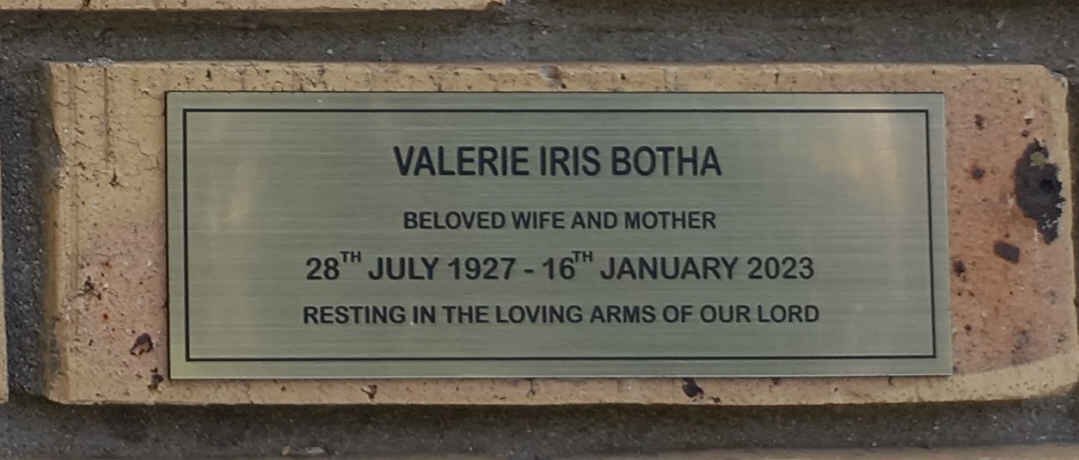 VALERIE IRIS BOTHA
BELOVED WIFE AND MOTHER
28TH JULY 1927 - 16TH JANUARY 2023
RESTING IN THE LOVING ARMS OF OUR LORD